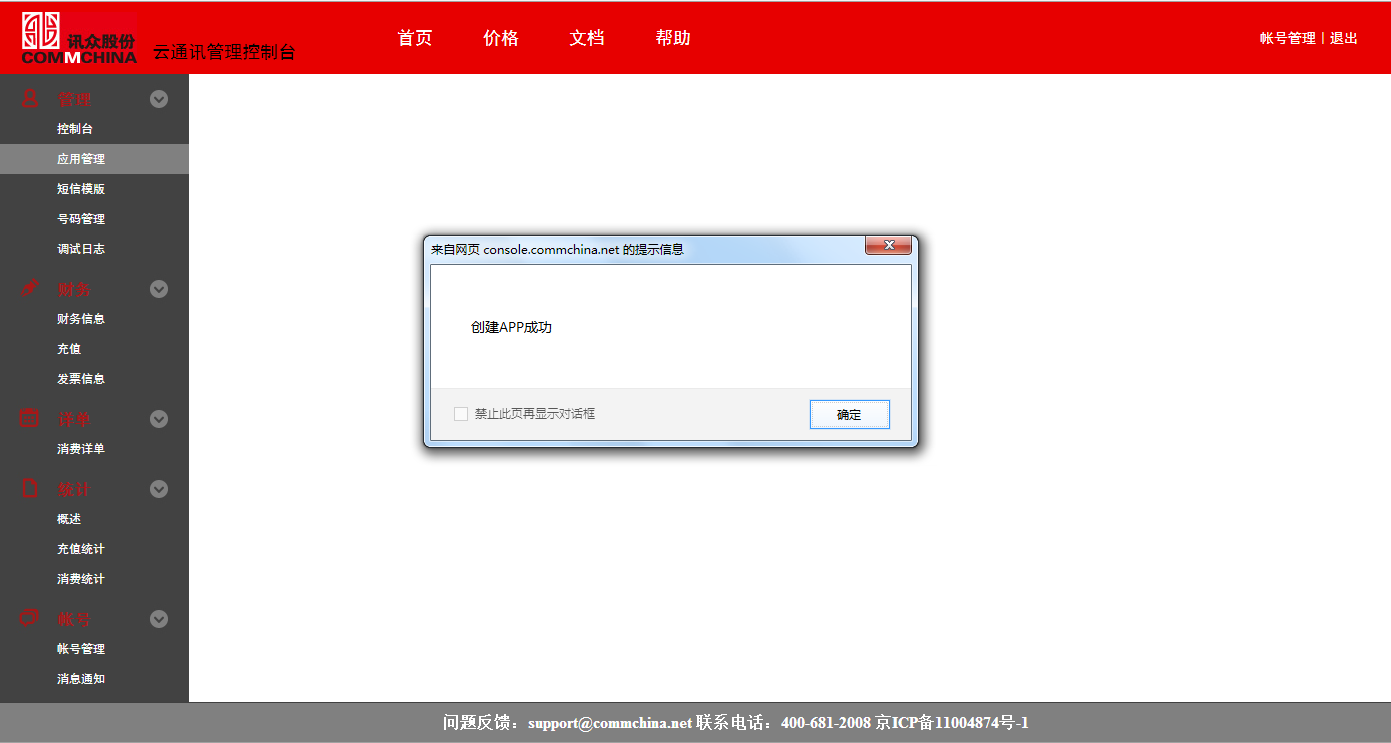 讯众股份
COMMCHINA
云通讯管理控制台
首页 价格 文档 帮助
帐号管理 | 退出
管理
控制台
应用管理
短信模版
号码管理
调试日志
财务
财务信息
充值
发票信息
详单
消费详单
统计
概述
充值统计
消费统计
帐号
帐号管理
消息通知
来自网页 console.commchina.net 的提示信息
创建APP成功
禁止此页再显示对话框
确定
问题反馈：support@commchina.net 联系电话：400-681-2008 京ICP备11004874号-1